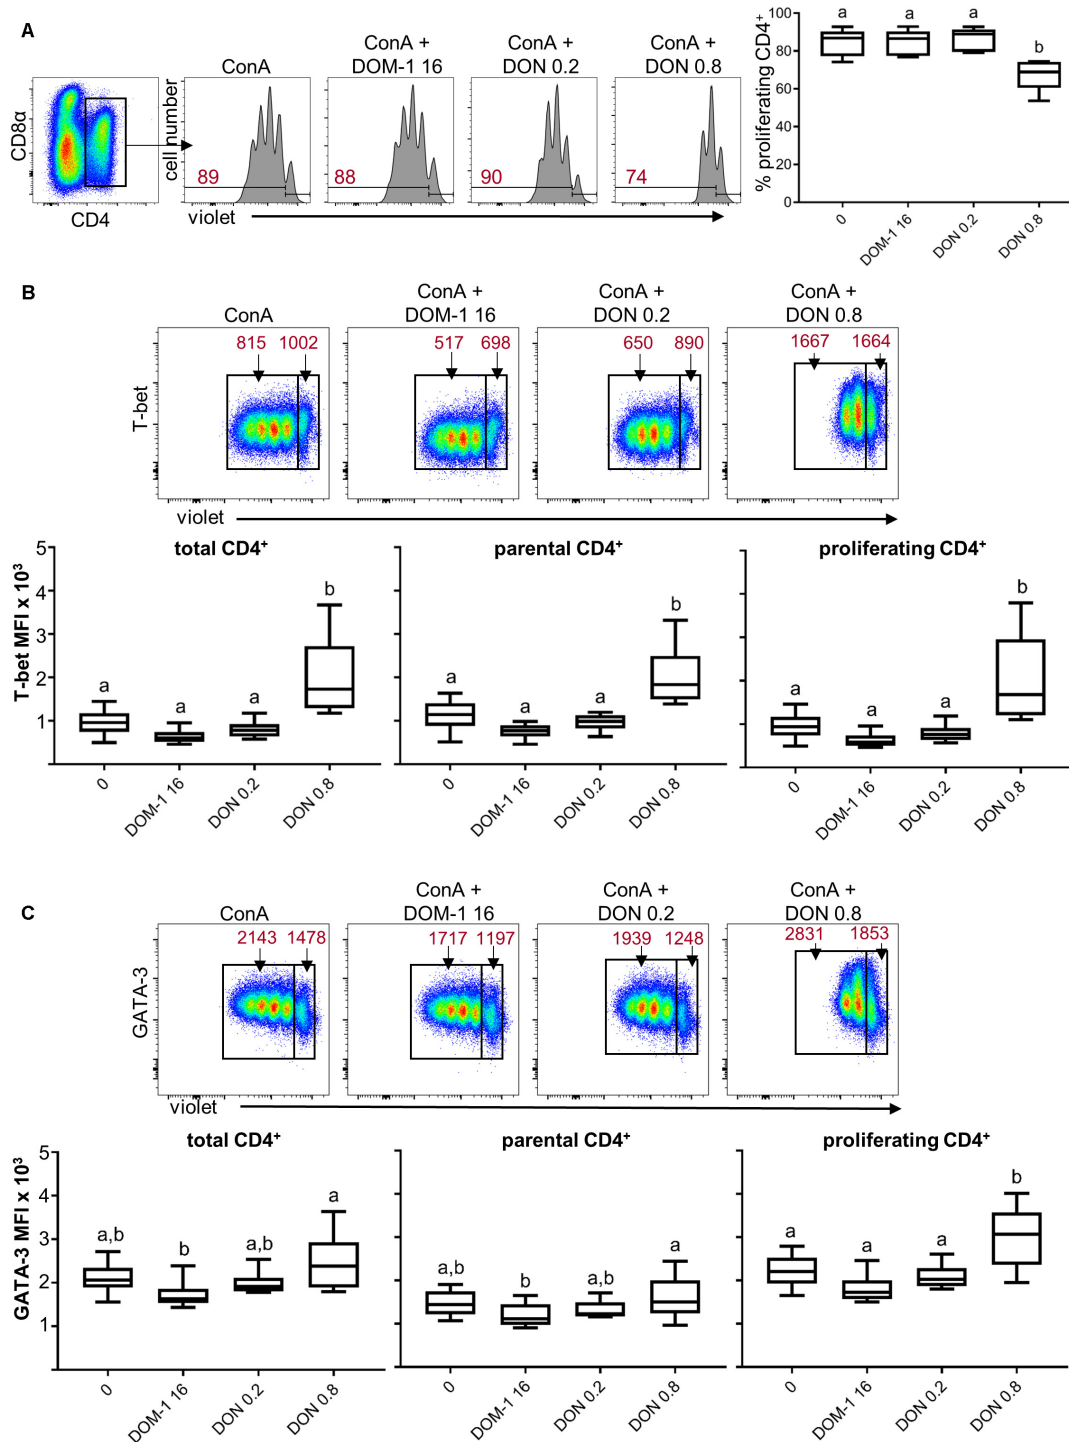 A
ConA
ConA +
DOM-1 16
ConA +
DON 0.2
ConA +
DON 0.8
CD8α
CD4
cell number
89
88
90
74
violet
% proliferating CD4⁺
100
80
60
40
20
0
a
a
a
b
0
DOM-1 16
DON 0.2
DON 0.8
B
ConA
ConA +
DOM-1 16
ConA +
DON 0.2
ConA +
DON 0.8
T-bet
815 1002
517 698
650 890
1667 1664
violet
total CD4⁺
parental CD4⁺
proliferating CD4⁺
T-bet MFI x 10³
5
4
3
2
1
a
a
a
b
a
a
a
b
a
a
a
b
0
DOM-1 16
DON 0.2
DON 0.8
0
DOM-1 16
DON 0.2
DON 0.8
0
DOM-1 16
DON 0.2
DON 0.8
C
ConA
ConA +
DOM-1 16
ConA +
DON 0.2
ConA +
DON 0.8
GATA-3
2143 1478
1717 1197
1939 1248
2831 1853
violet
total CD4⁺
parental CD4⁺
proliferating CD4⁺
GATA-3 MFI x 10³
5
4
3
2
1
a,b
b
a,b
a
a,b
b
a,b
a
a
a
a
b
0
DOM-1 16
DON 0.2
DON 0.8
0
DOM-1 16
DON 0.2
DON 0.8
0
DOM-1 16
DON 0.2
DON 0.8